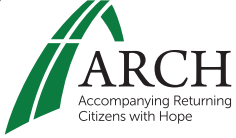 ARCH
Accompanying Returning
Citizens with Hope